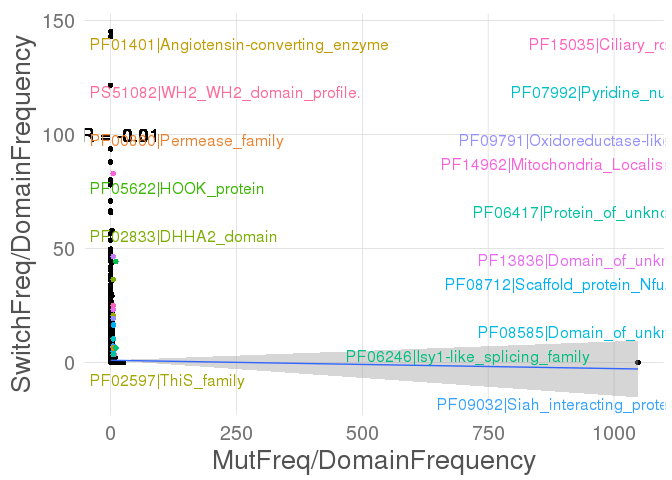 150
PF01401|Angiotensin-converting_enzyme
PF15035|Ciliary_ro
PS51082|WH2_WH2_domain_profile.
PF07992|Pyridine_nu
100
-0.01
Permease_family
PF09791|Oxidoreductase-like
PF14962|Mitochondria_Localis
PF05622|HOOK_protein
PF06417|Protein_of_unkno
PF02833|DHHA2_domain
50
PF13836|Domain_of_unkn
PF08712|Scaffold_protein_Nfu
PF08585|Domain_of_unkn
PF06246|Isy1-like_splicing_family
0
PF02597|ThiS_family
PF09032|Siah_interacting_prote
0 250 500 750 1000
MutFreq/DomainFrequency
SwitchFreq/DomainFrequency